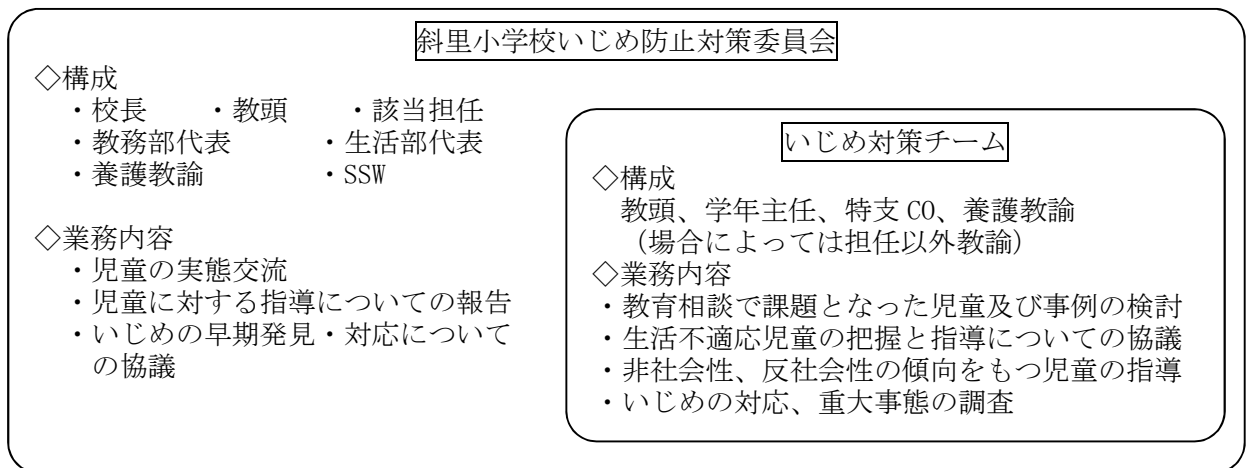 斜里小学校いじめ防止対策委員会
◇構成
・校長　・教頭　・該当担任
・教務部代表　・生活部代表
・養護教諭　・SSW
◇業務内容
・児童の実態交流
・児童に対する指導についての報告
・いじめの早期発見・対応について
の協議
いじめ対策チーム
◇構成
教頭、学年主任、特支CO、養護教諭
（場合によっては担任以外教諭）
◇業務内容
・教育相談で課題となった児童及び事例の検討
・生活不適応児童の把握と指導についての協議
・非社会性、反社会性の傾向をもつ児童の指導
・いじめの対応、重大事態の調査